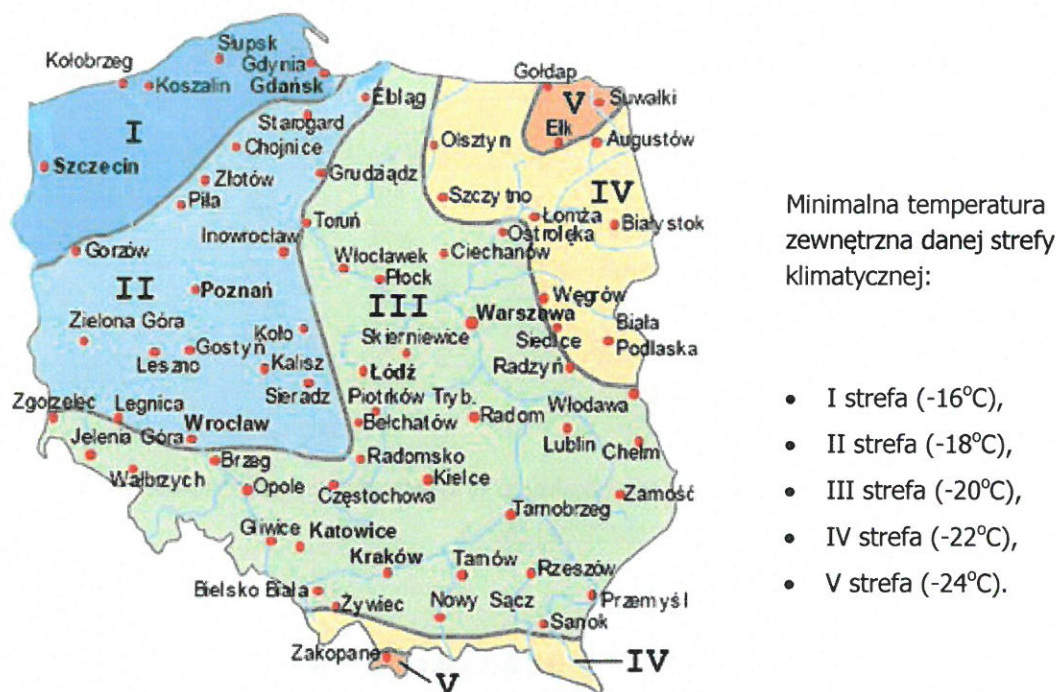 Słupsk
Kołobrzeg
Gdynia
Koszalin
Gdańsk
Elbląg
Gołdap
V
Suwałki
I
Starogard
Chojnice
Olsztyn
Ełk
Augustów
Szczecin
Grudziądz
Złotów
Piła
Szczytno
IV
Łomża
Białystok
Toruń
Ostrołęka
Inowrocław
Gorzów
Włocławek
Ciechanów
Płock
II
Poznań
III
Węgrów
Warszawa
Zielona Góra
Koło
Skierniewice
Siedlce
Biała
Podlaska
Gostyń
Leszno
Kalisz
Łódź
Radzyń
Sieradz
Zgorzelec
Legnica
Piotrków Tryb.
Włodawa
Wrocław
Bełchatów
Radom
Jelenia Góra
Lublin
Chełm
Brzeg
Radomsko
Wałbrzych
Kielce
Opole
Częstochowa
Zamość
Tarnobrzeg
Gliwice
Katowice
Kraków
Tarnów
Rzeszów
Bielsko Biała
Żywiec
Nowy Sącz
Przemyśl
Sanok
Zakopane
V
IV
Minimalna temperatura
zewnętrzna danej strefy
klimatycznej:
• I strefa (-16°C),
• II strefa (-18°C),
• III strefa (-20°C),
• IV strefa (-22°C),
• V strefa (-24°C).